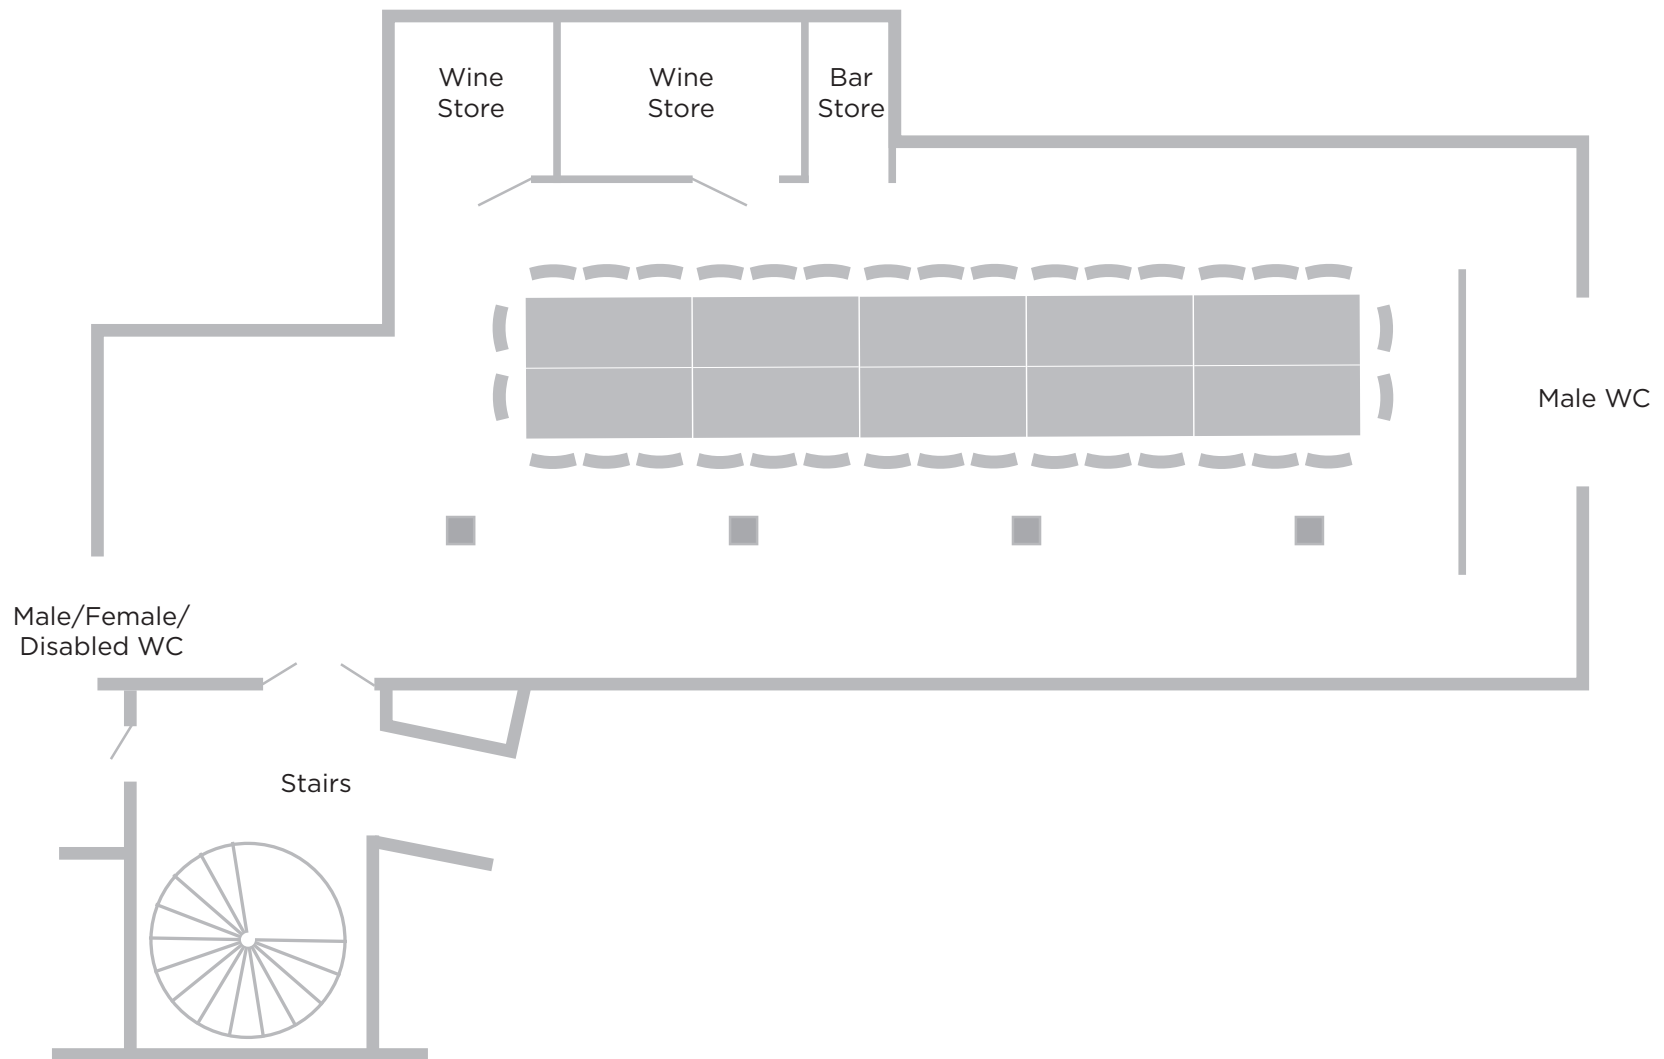 Wine
Store
Wine
Store
Bar
Store
Male WC
Male/Female/
Disabled WC
Stairs